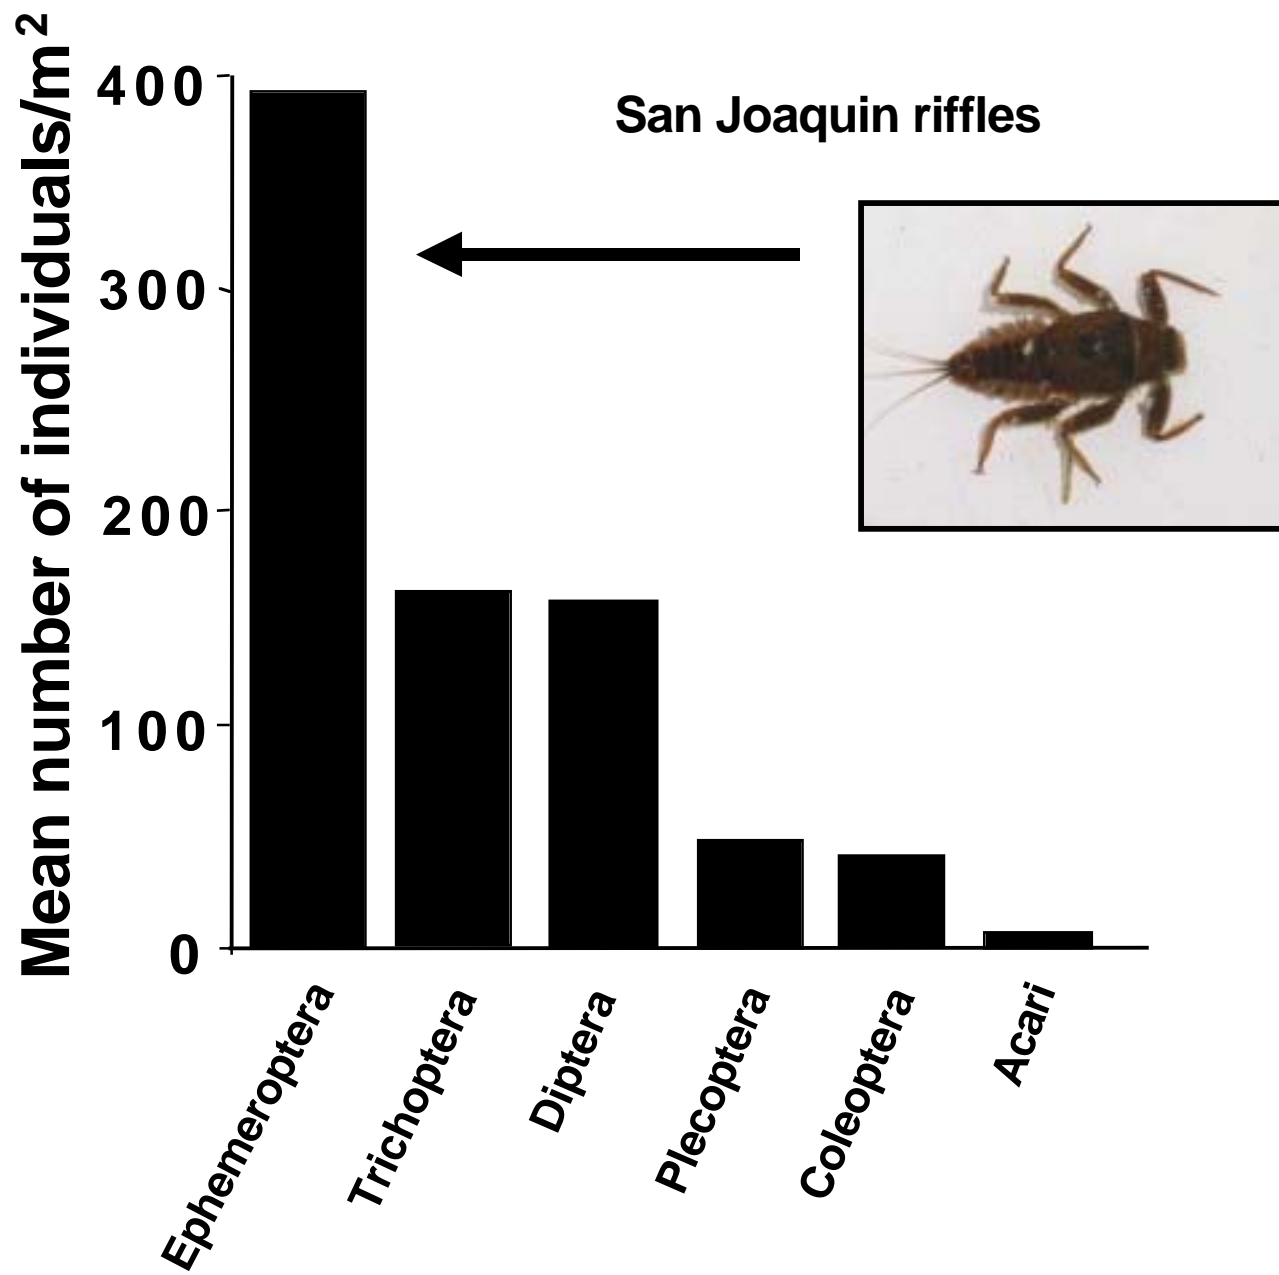 Mean number of individuals/m²
400
300
200
100
0
San Joaquin riffles
Ephemeroptera
Trichoptera
Diptera
Plecoptera
Coleoptera
Acari